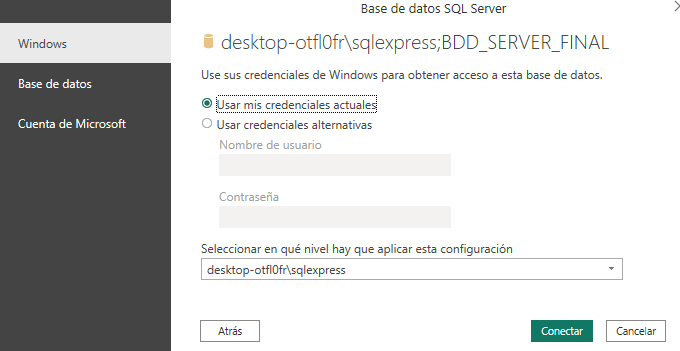 Base de datos SQL Server
Windows
Base de datos
Cuenta de Microsoft
desktop-otfl0fr\sqlexpress;BDD_SERVER_FINAL
Use sus credenciales de Windows para obtener acceso a esta base de datos.
Usar mis credenciales actuales
Usar credenciales alternativas
Nombre de usuario
Contraseña
Seleccionar en qué nivel hay que aplicar esta configuración
desktop-otfl0fr\sqlexpress
Atrás
Conectar
Cancelar